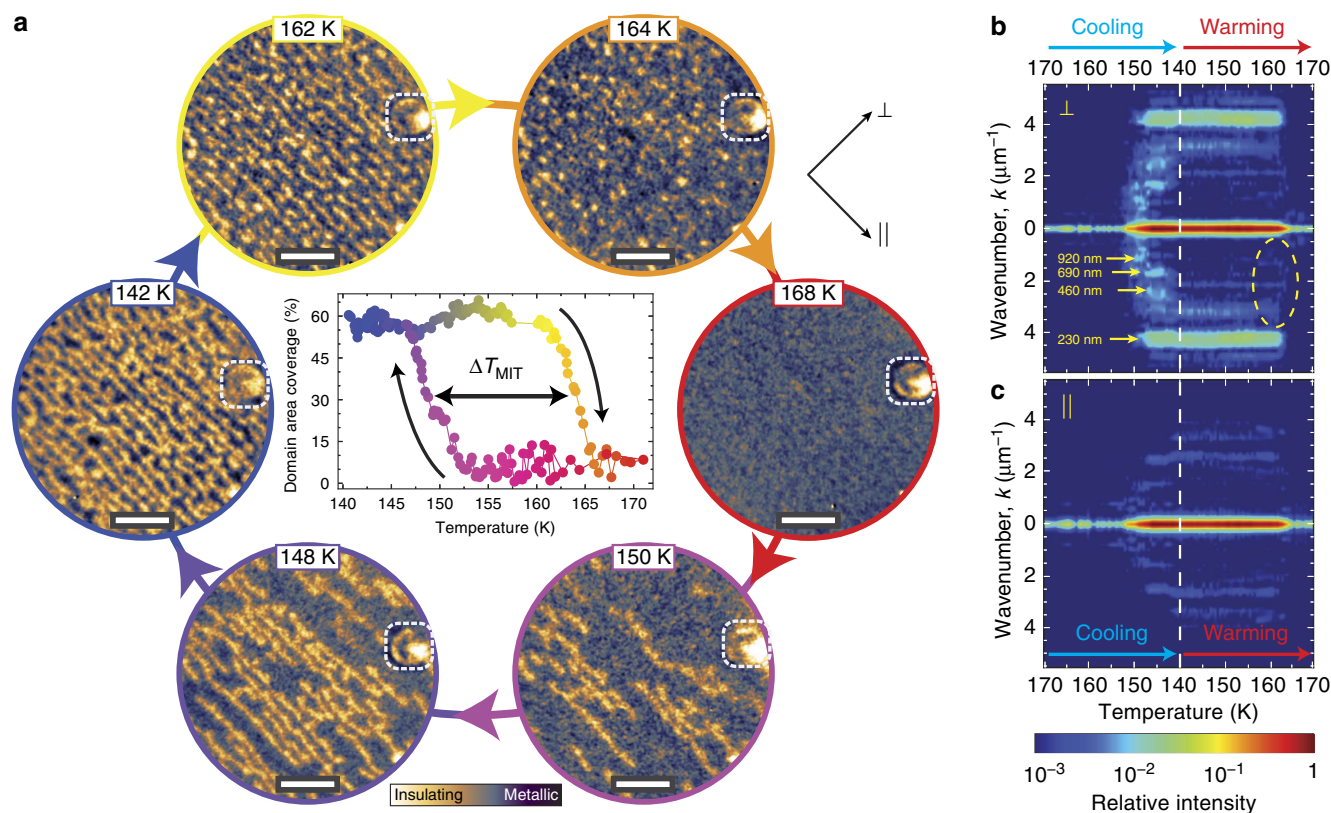 a
162 K
164 K
⊥
||
142 K
168 K
Domain area coverage (%)
60
45
30
15
0
ΔT_MIT
140 145 150 155 160 165 170
Temperature (K)
148 K
150 K
Insulating Metallic
b
Cooling Warming
170 160 150 140 150 160 170
⊥
Wavenumber, k (μm⁻¹)
4
2
0
2
4
920 nm
690 nm
460 nm
230 nm
c
||
Wavenumber, k (μm⁻¹)
4
2
0
2
4
Cooling Warming
170 160 150 140 150 160 170
Temperature (K)
10⁻³ 10⁻² 10⁻¹ 1
Relative intensity